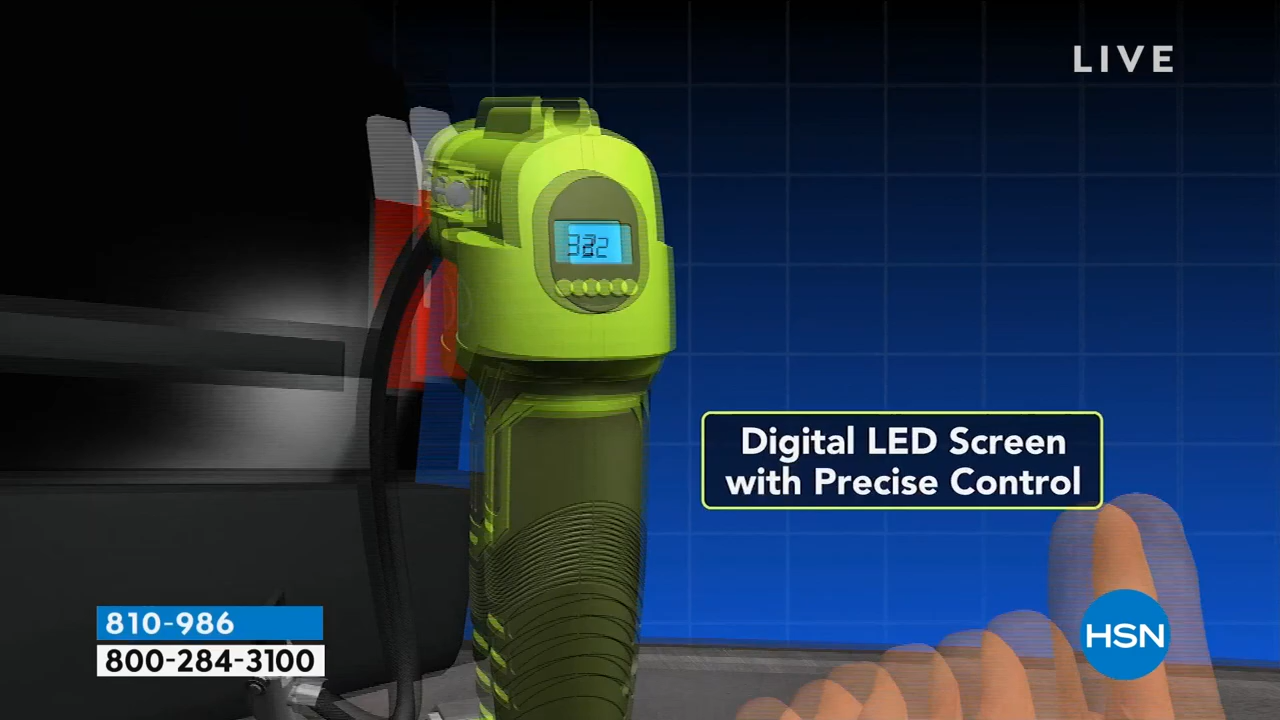 LIVE
Digital LED Screen
with Precise Control
810-986
800-284-3100
HSN